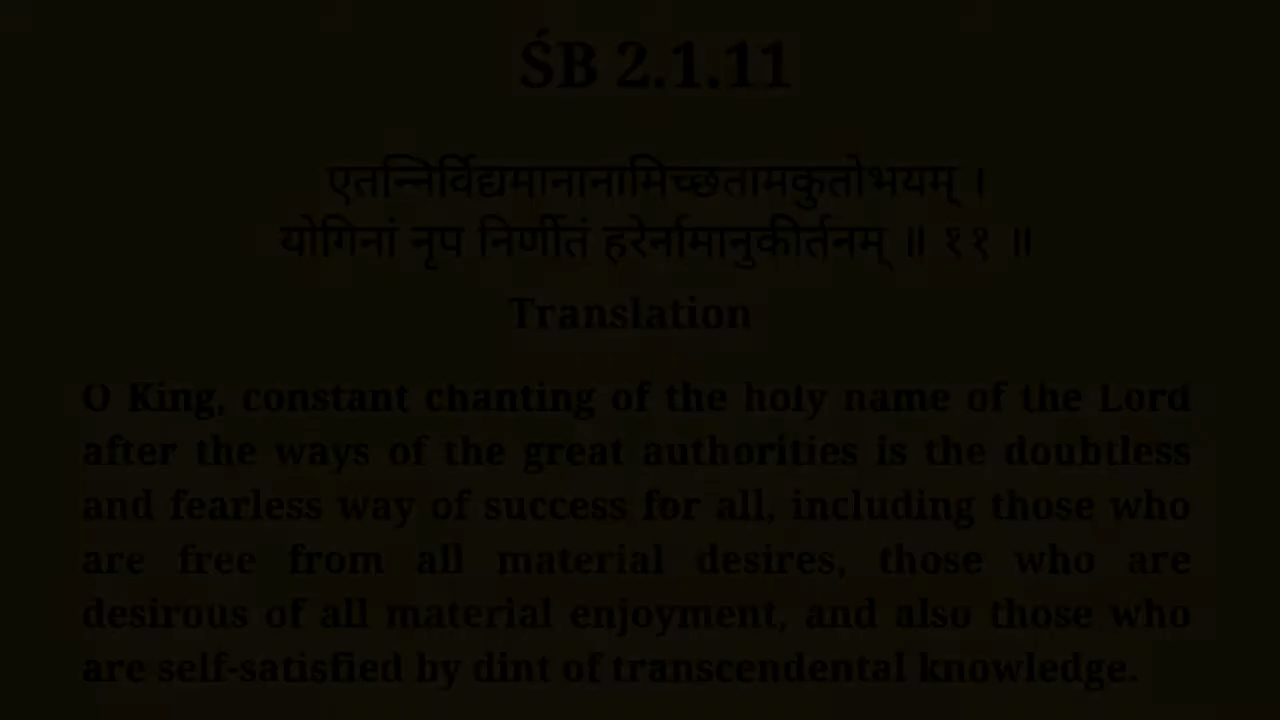 ŚB 2.1.11
एतन्निर्विद्यमानानामिच्छतामकुतोभयम् ।
योगिनां नृप निर्णीतं हरेर्नामानुकीर्तनम् ॥ ११ ॥
Translation
O King, constant chanting of the holy name of the Lord
after the ways of the great authorities is the doubtless
and fearless way of success for all, including those who
are free from all material desires, those who are
desirous of all material enjoyment, and also those who
are self-satisfied by dint of transcendental knowledge.